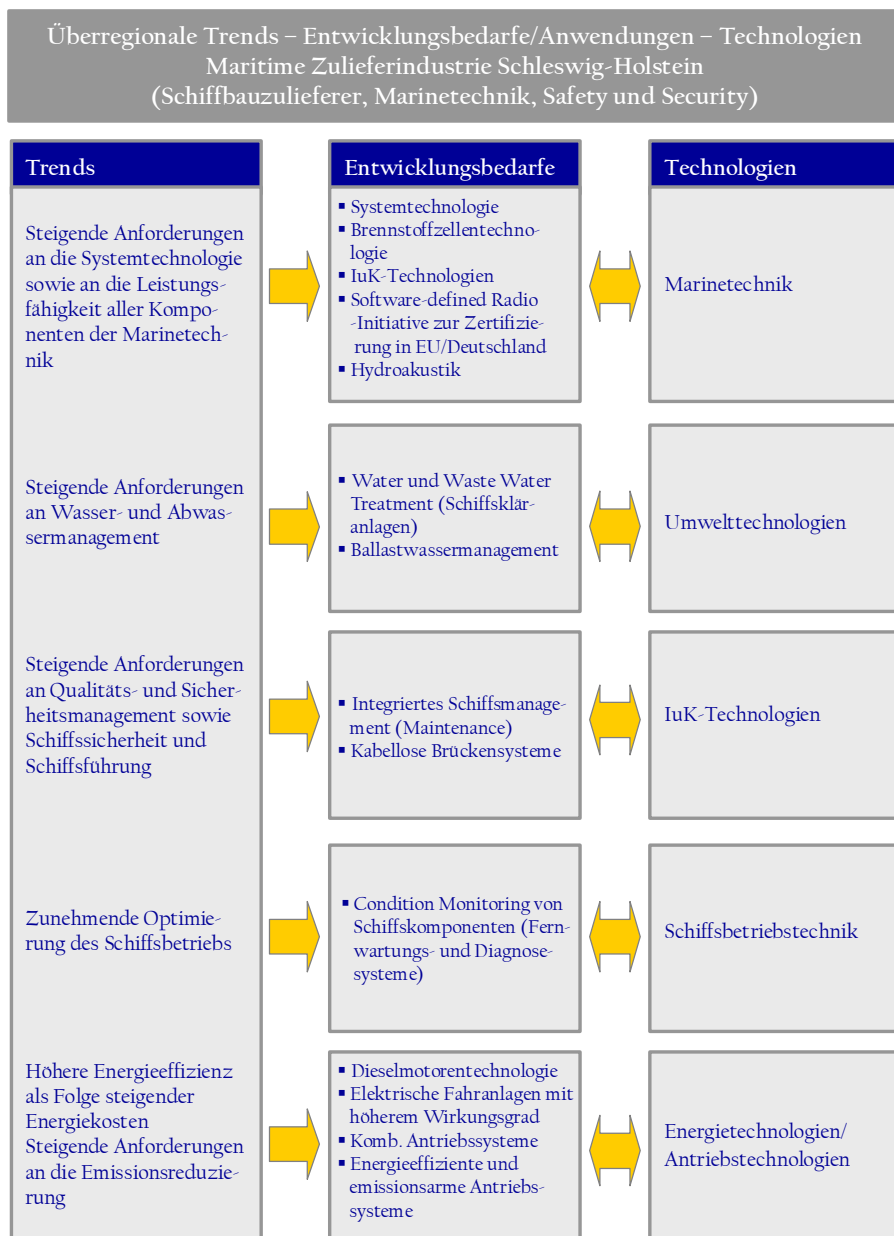 Überregionale Trends – Entwicklungsbedarfe/Anwendungen – Technologien
Maritime Zulieferindustrie Schleswig-Holstein
(Schiffbauzulieferer, Marinetechnik, Safety und Security)
Trends
Entwicklungsbedarfe
Technologien
Steigende Anforderungen
an die Systemtechnologie
sowie an die Leistungs-
fähigkeit aller Kompo-
nenten der Marinetech-
nik
▪ Systemtechnologie
▪ Brennstoffzellentechno-
logie
▪ IuK-Technologien
▪ Software-defined Radio
-Initiative zur Zertifizie-
rung in EU/Deutschland
▪ Hydroakustik
Marinetechnik
Steigende Anforderungen
an Wasser- und Abwas-
sermanagement
▪ Water und Waste Water
Treatment (Schiffsklär-
anlagen)
▪ Ballastwassermanagement
Umwelttechnologien
Steigende Anforderungen
an Qualitäts- und Sicher-
heitsmanagement sowie
Schiffssicherheit und
Schiffsführung
▪ Integriertes Schiffsmanage-
ment (Maintenance)
▪ Kabellose Brückensysteme
IuK-Technologien
Zunehmende Optimie-
rung des Schiffsbetriebs
▪ Condition Monitoring von
Schiffskomponenten (Fern-
wartungs- und Diagnose-
systeme)
Schiffsbetriebstechnik
Höhere Energieeffizienz
als Folge steigender
Energiekosten
Steigende Anforderungen
an die Emissionsreduzie-
rung
▪ Dieselmotorentechnologie
▪ Elektrische Fahranlagen mit
höherem Wirkungsgrad
▪ Komb. Antriebssysteme
▪ Energieeffiziente und
emissionsarme Antriebs-
systeme
Energietechnologien/
Antriebstechnologien